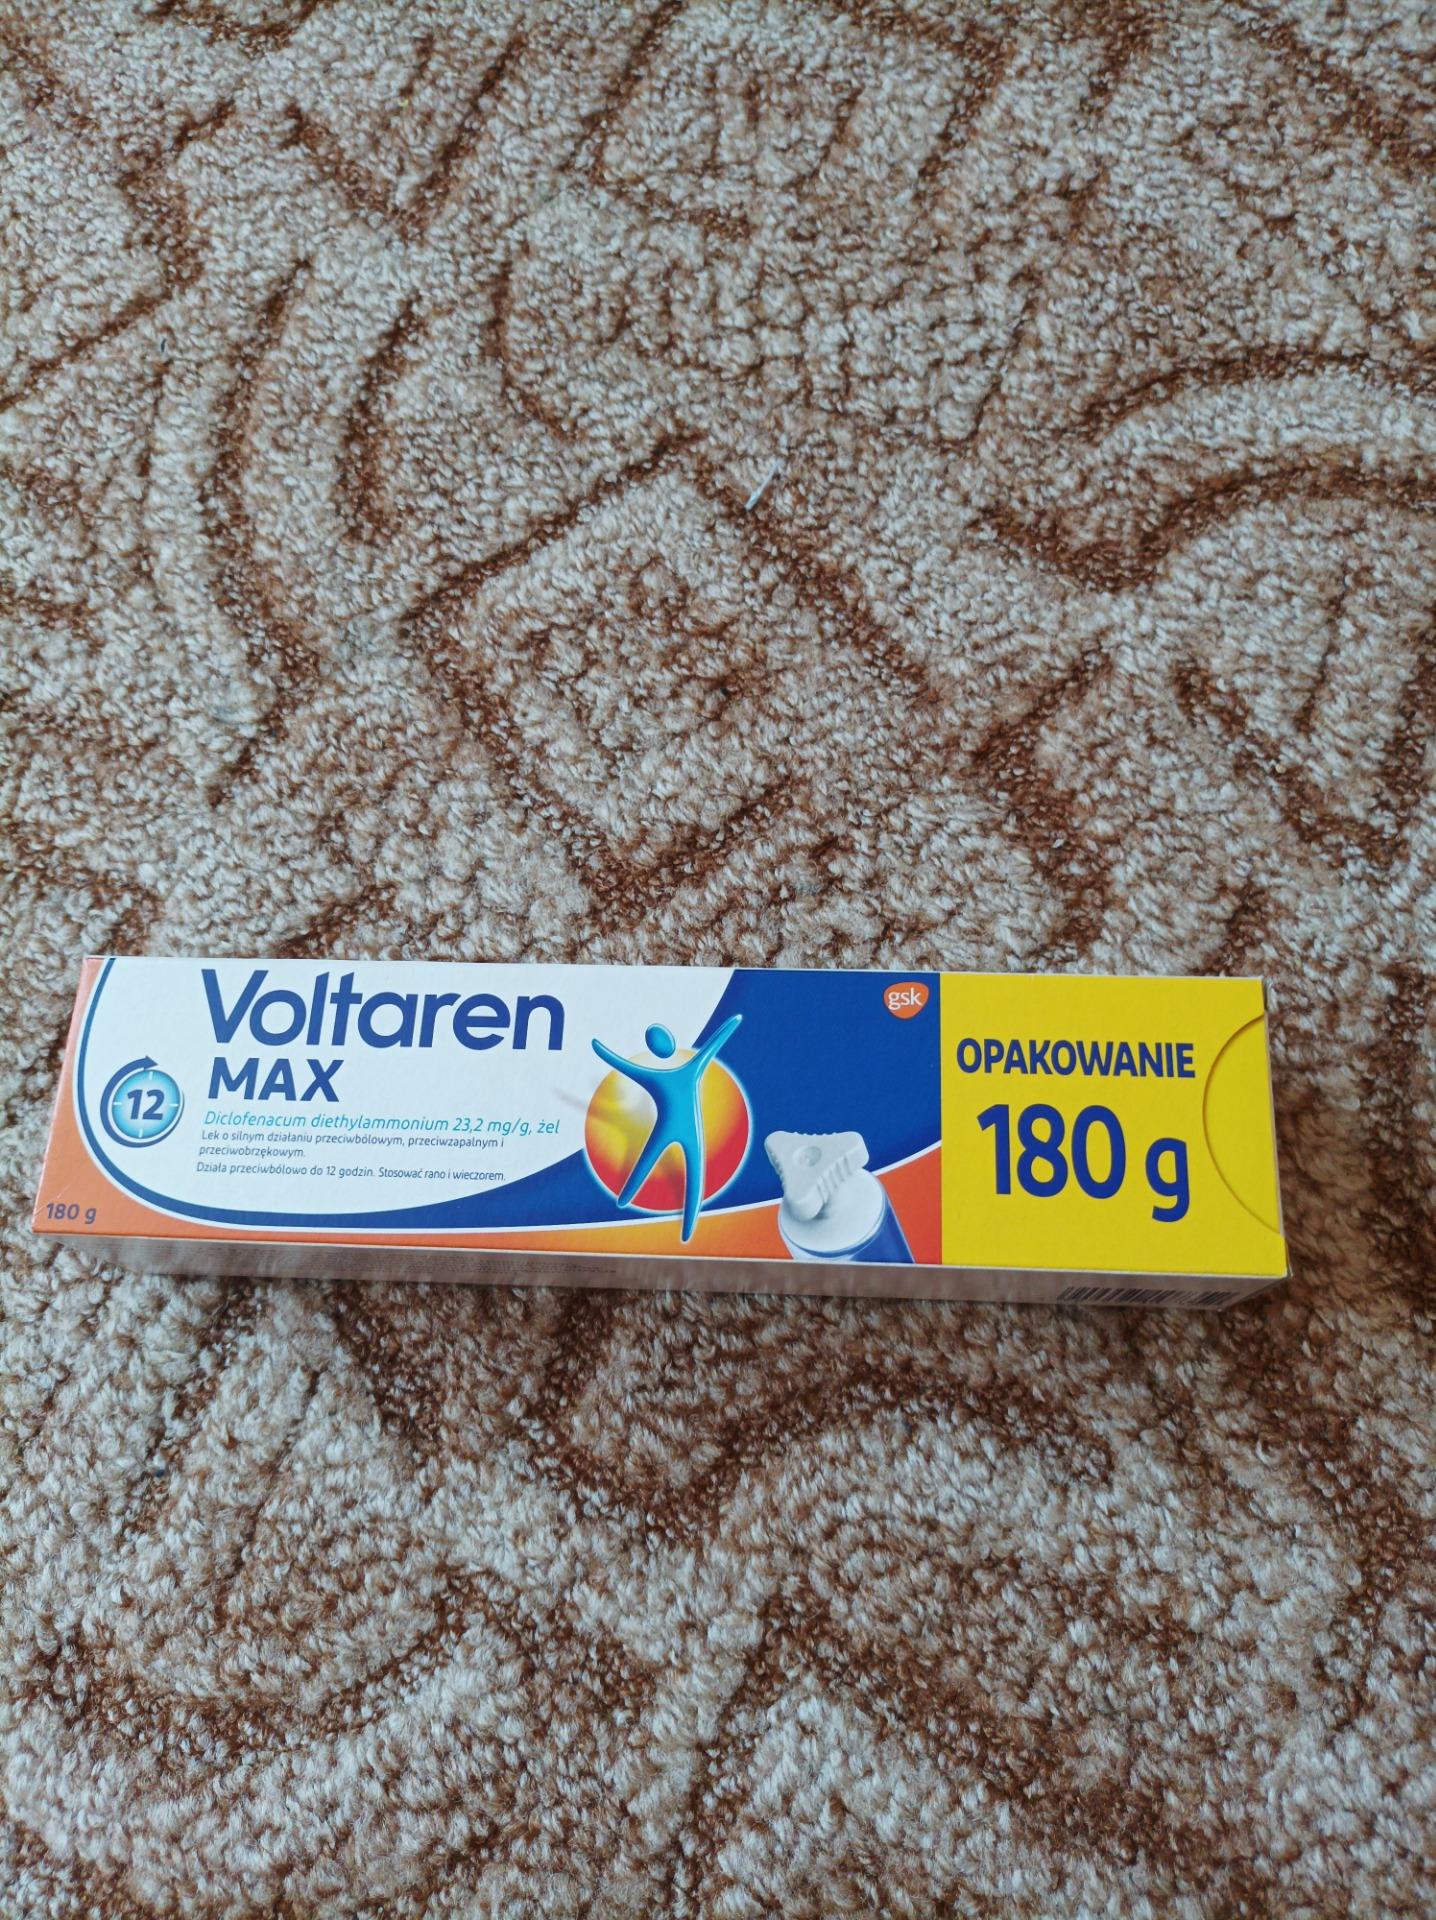 Voltaren
MAX
12
Diclofenacum diethylammonium 23,2 mg/g, żel
Lek o silnym działaniu przeciwbólowym, przeciwzapalnym i
przeciwobrzękowym.
Działa przeciwbólowo do 12 godzin. Stosować rano i wieczorem.
180 g
gsk
OPAKOWANIE
180 g